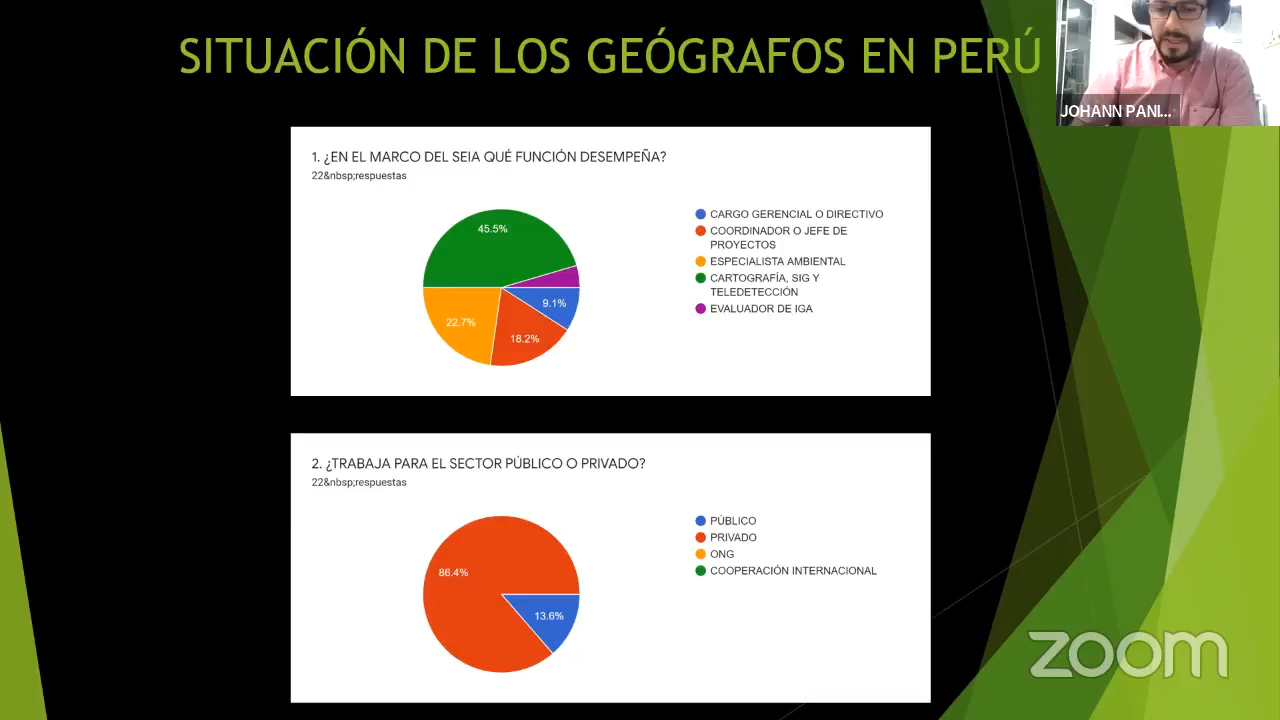 SITUACIÓN DE LOS GEÓGRAFOS EN PERÚ
JOHANN PANI...
1. ¿EN EL MARCO DEL SEIA QUÉ FUNCIÓN DESEMPEÑA?
22&nbsp;respuestas
45.5%
22.7%
18.2%
9.1%
CARGO GERENCIAL O DIRECTIVO
COORDINADOR O JEFE DE
PROYECTOS
ESPECIALISTA AMBIENTAL
CARTOGRAFÍA, SIG Y
TELEDETECCIÓN
EVALUADOR DE IGA
2. ¿TRABAJA PARA EL SECTOR PÚBLICO O PRIVADO?
22&nbsp;respuestas
86.4%
13.6%
PÚBLICO
PRIVADO
ONG
COOPERACIÓN INTERNACIONAL
zoom